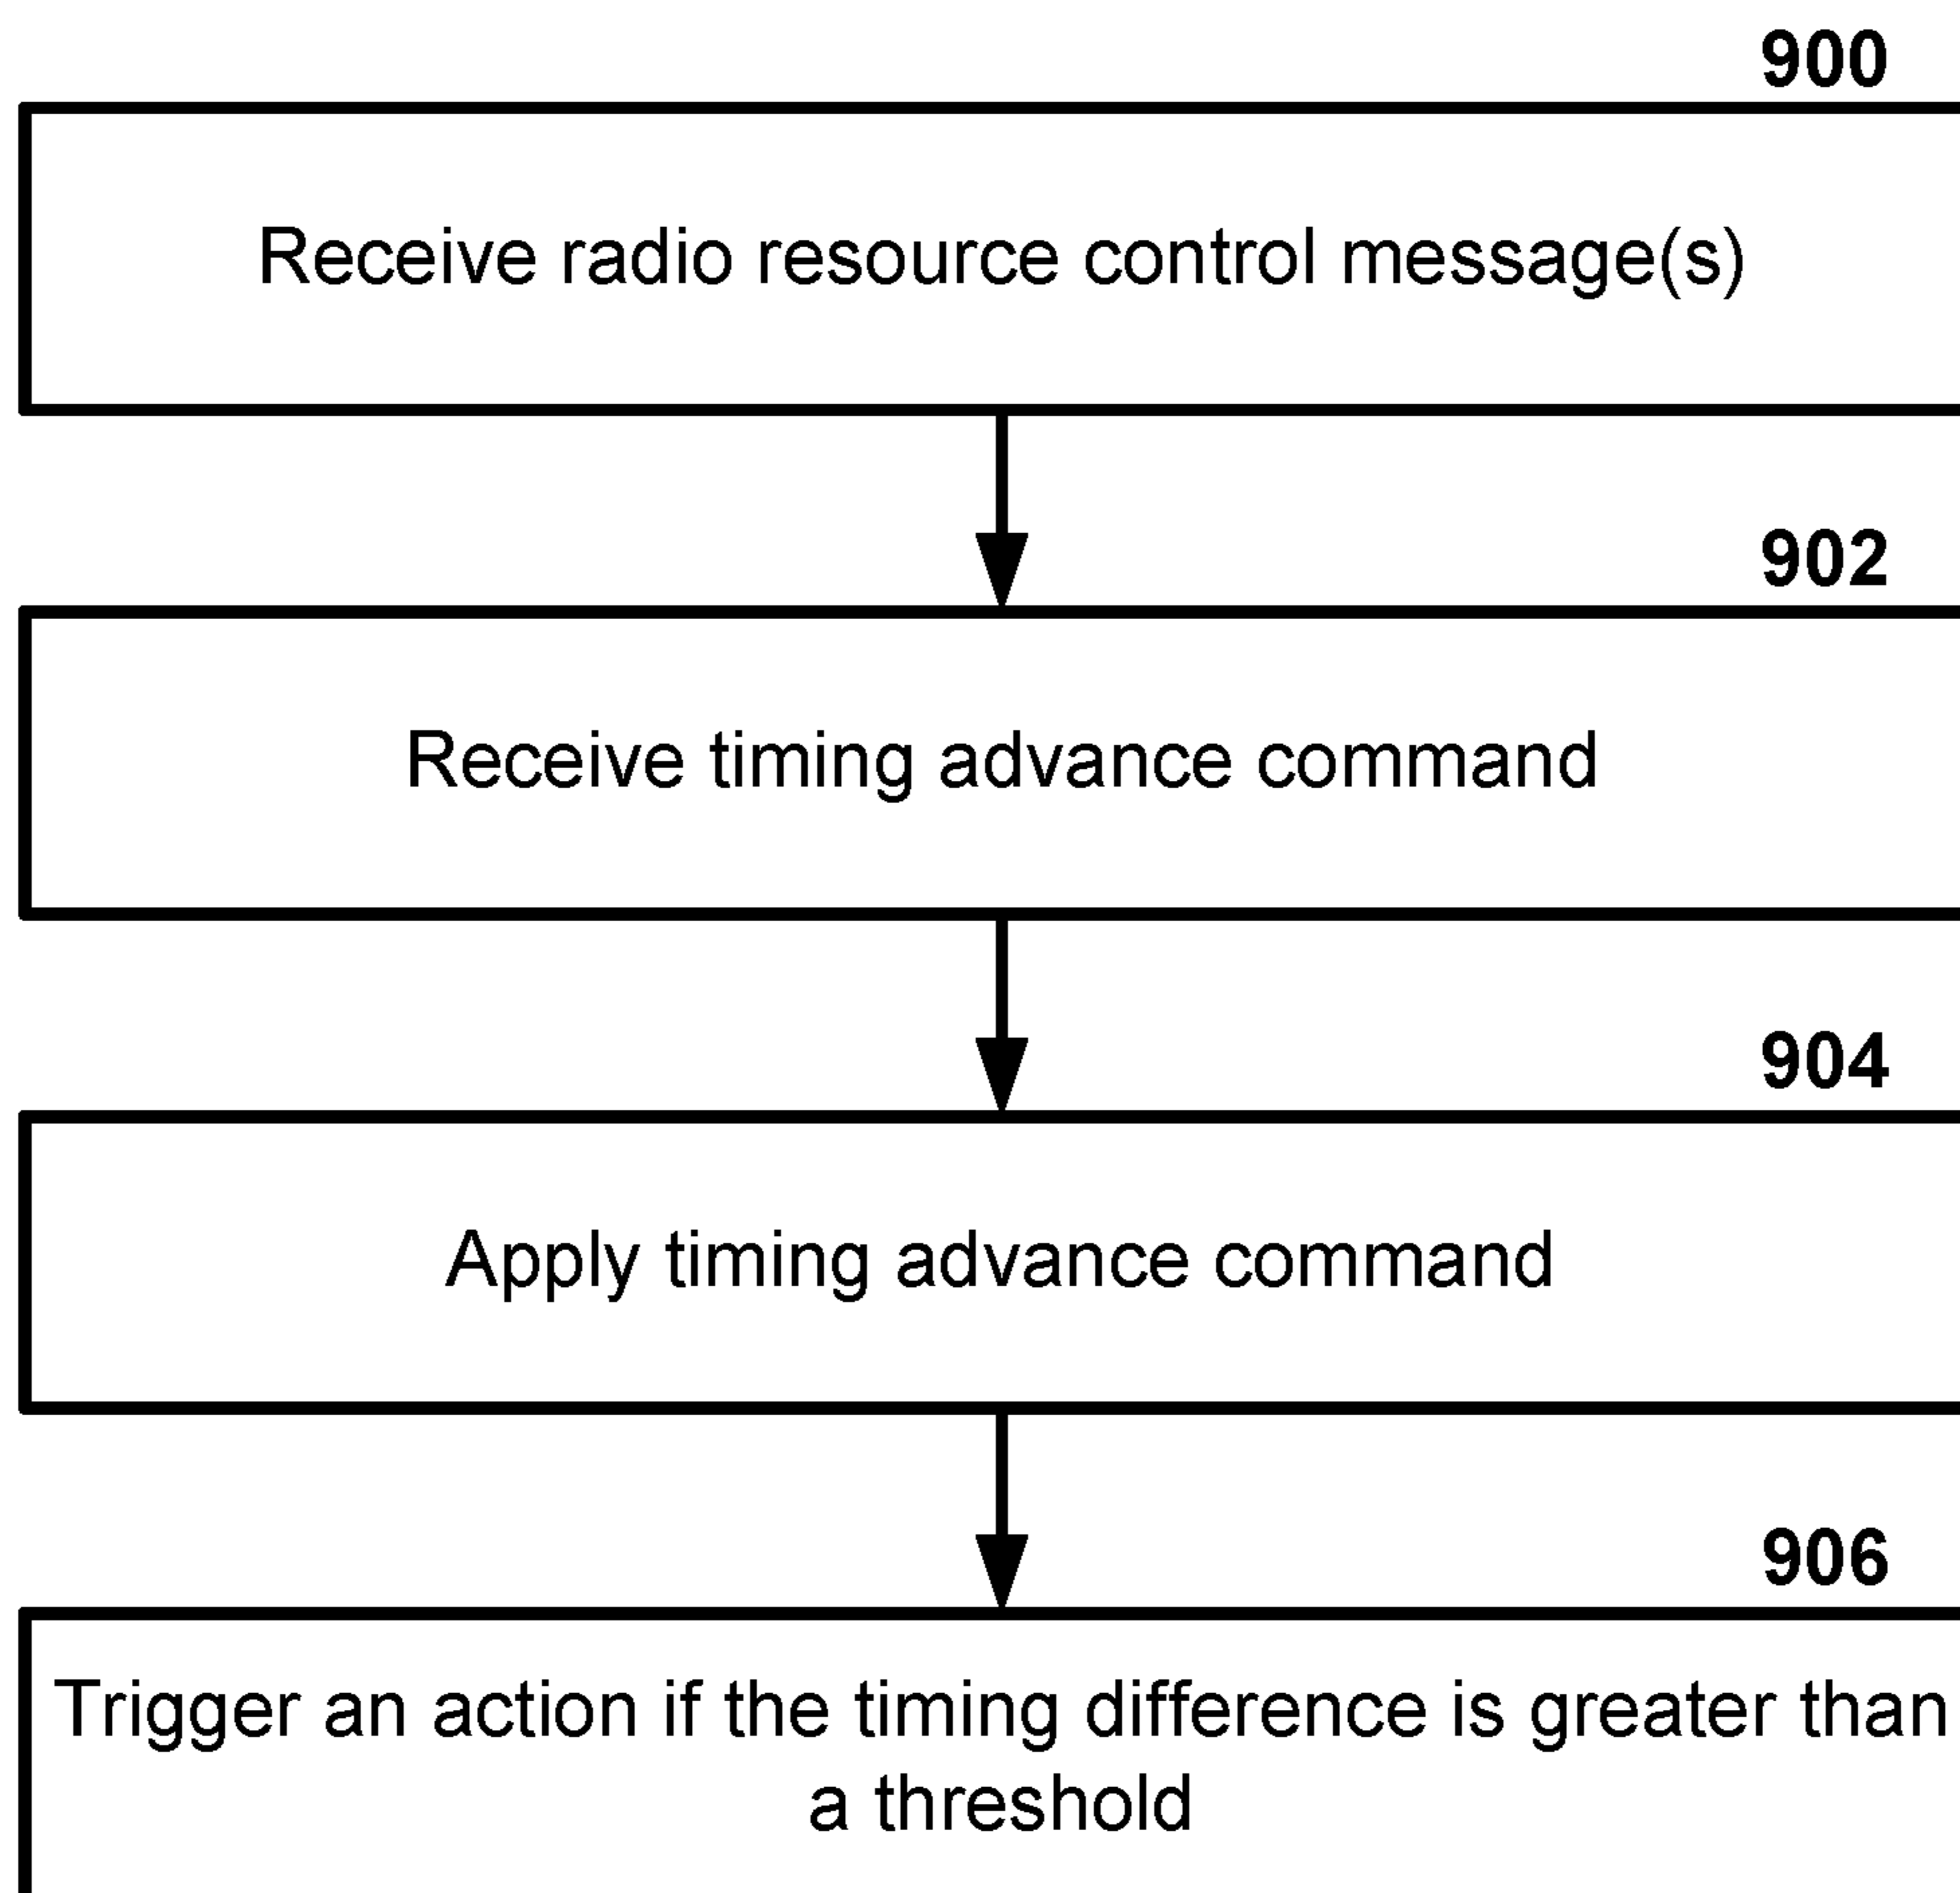 900
Receive radio resource control message(s)
902
Receive timing advance command
904
Apply timing advance command
906
Trigger an action if the timing difference is greater than
a threshold